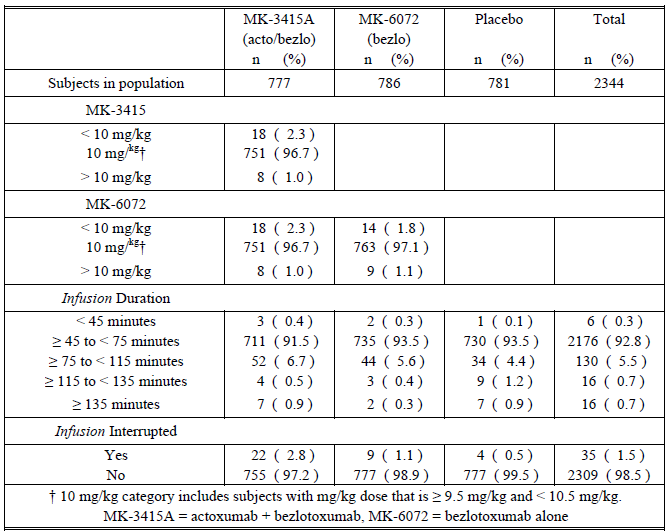 MK-3415A MK-6072 Placebo Total
(acto/bezlo) (bezlo)
n (%) n (%) n (%) n (%)
Subjects in population 777 786 781 2344
MK-3415
< 10 mg/kg 18 ( 2.3 )
10 mg/kg† 751 ( 96.7 )
> 10 mg/kg 8 ( 1.0 )
MK-6072
< 10 mg/kg 18 ( 2.3 ) 14 ( 1.8 )
10 mg/kg† 751 ( 96.7 ) 763 ( 97.1 )
> 10 mg/kg 8 ( 1.0 ) 9 ( 1.1 )
Infusion Duration
< 45 minutes 3 ( 0.4 ) 2 ( 0.3 ) 1 ( 0.1 ) 6 ( 0.3 )
≥ 45 to < 75 minutes 711 ( 91.5 ) 735 ( 93.5 ) 730 ( 93.5 ) 2176 ( 92.8 )
≥ 75 to < 115 minutes 52 ( 6.7 ) 44 ( 5.6 ) 34 ( 4.4 ) 130 ( 5.5 )
≥ 115 to < 135 minutes 4 ( 0.5 ) 3 ( 0.4 ) 9 ( 1.2 ) 16 ( 0.7 )
≥ 135 minutes 7 ( 0.9 ) 2 ( 0.3 ) 7 ( 0.9 ) 16 ( 0.7 )
Infusion Interrupted
Yes 22 ( 2.8 ) 9 ( 1.1 ) 4 ( 0.5 ) 35 ( 1.5 )
No 755 ( 97.2 ) 777 ( 98.9 ) 777 ( 99.5 ) 2309 ( 98.5 )
† 10 mg/kg category includes subjects with mg/kg dose that is ≥ 9.5 mg/kg and < 10.5 mg/kg.
MK-3415A = actoxumab + bezlotoxumab, MK-6072 = bezlotoxumab alone